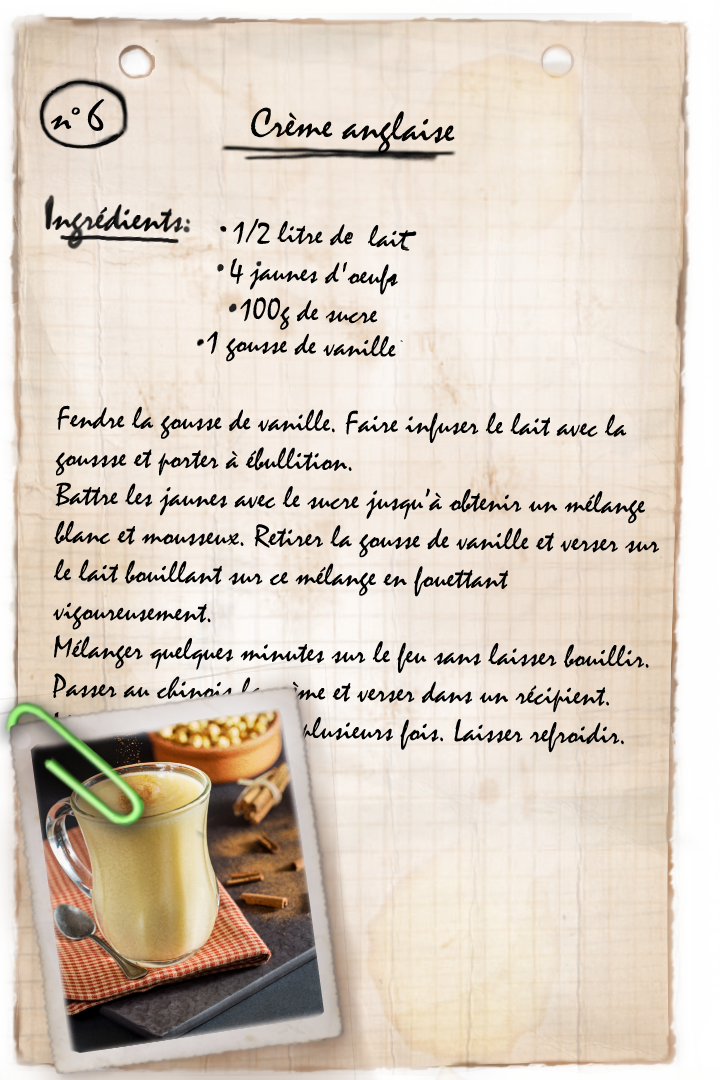 n° 6
Crème anglaise
Ingrédients:
• 1/2 litre de lait
• 4 jaunes d'oeufs
• 100g de sucre
• 1 gousse de vanille
Fendre la gousse de vanille. Faire infuser le lait avec la
goussse et porter à ébullition.
Battre les jaunes avec le sucre jusqu'à obtenir un mélange
blanc et mousseux. Retirer la gousse de vanille et verser sur
le lait bouillant sur ce mélange en fouettant
vigoureusement.
Mélanger quelques minutes sur le feu sans laisser bouillir.
Passer au chinois et verser dans un récipient.
plusieurs fois. Laisser refroidir.